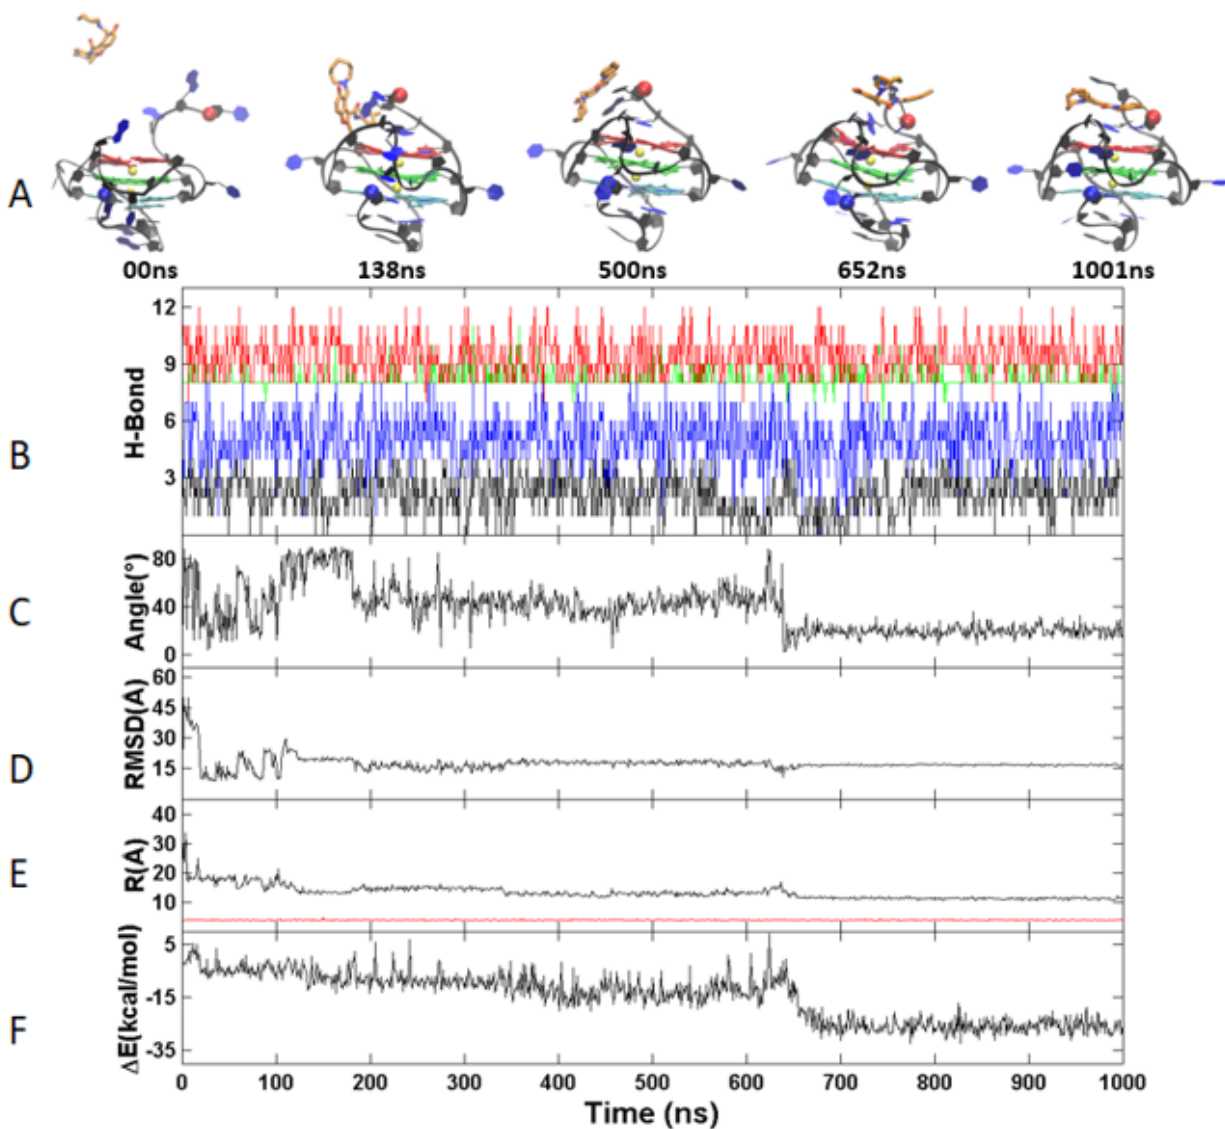 A
00ns 138ns 500ns 652ns 1001ns
B
H-Bond
12
9
6
3
C
Angle(°)
80
40
0
D
RMSD(A)
60
45
30
15
E
R(A)
40
30
20
10
F
ΔE(kcal/mol)
5
-15
-35
0 100 200 300 400 500 600 700 800 900 1000
Time (ns)